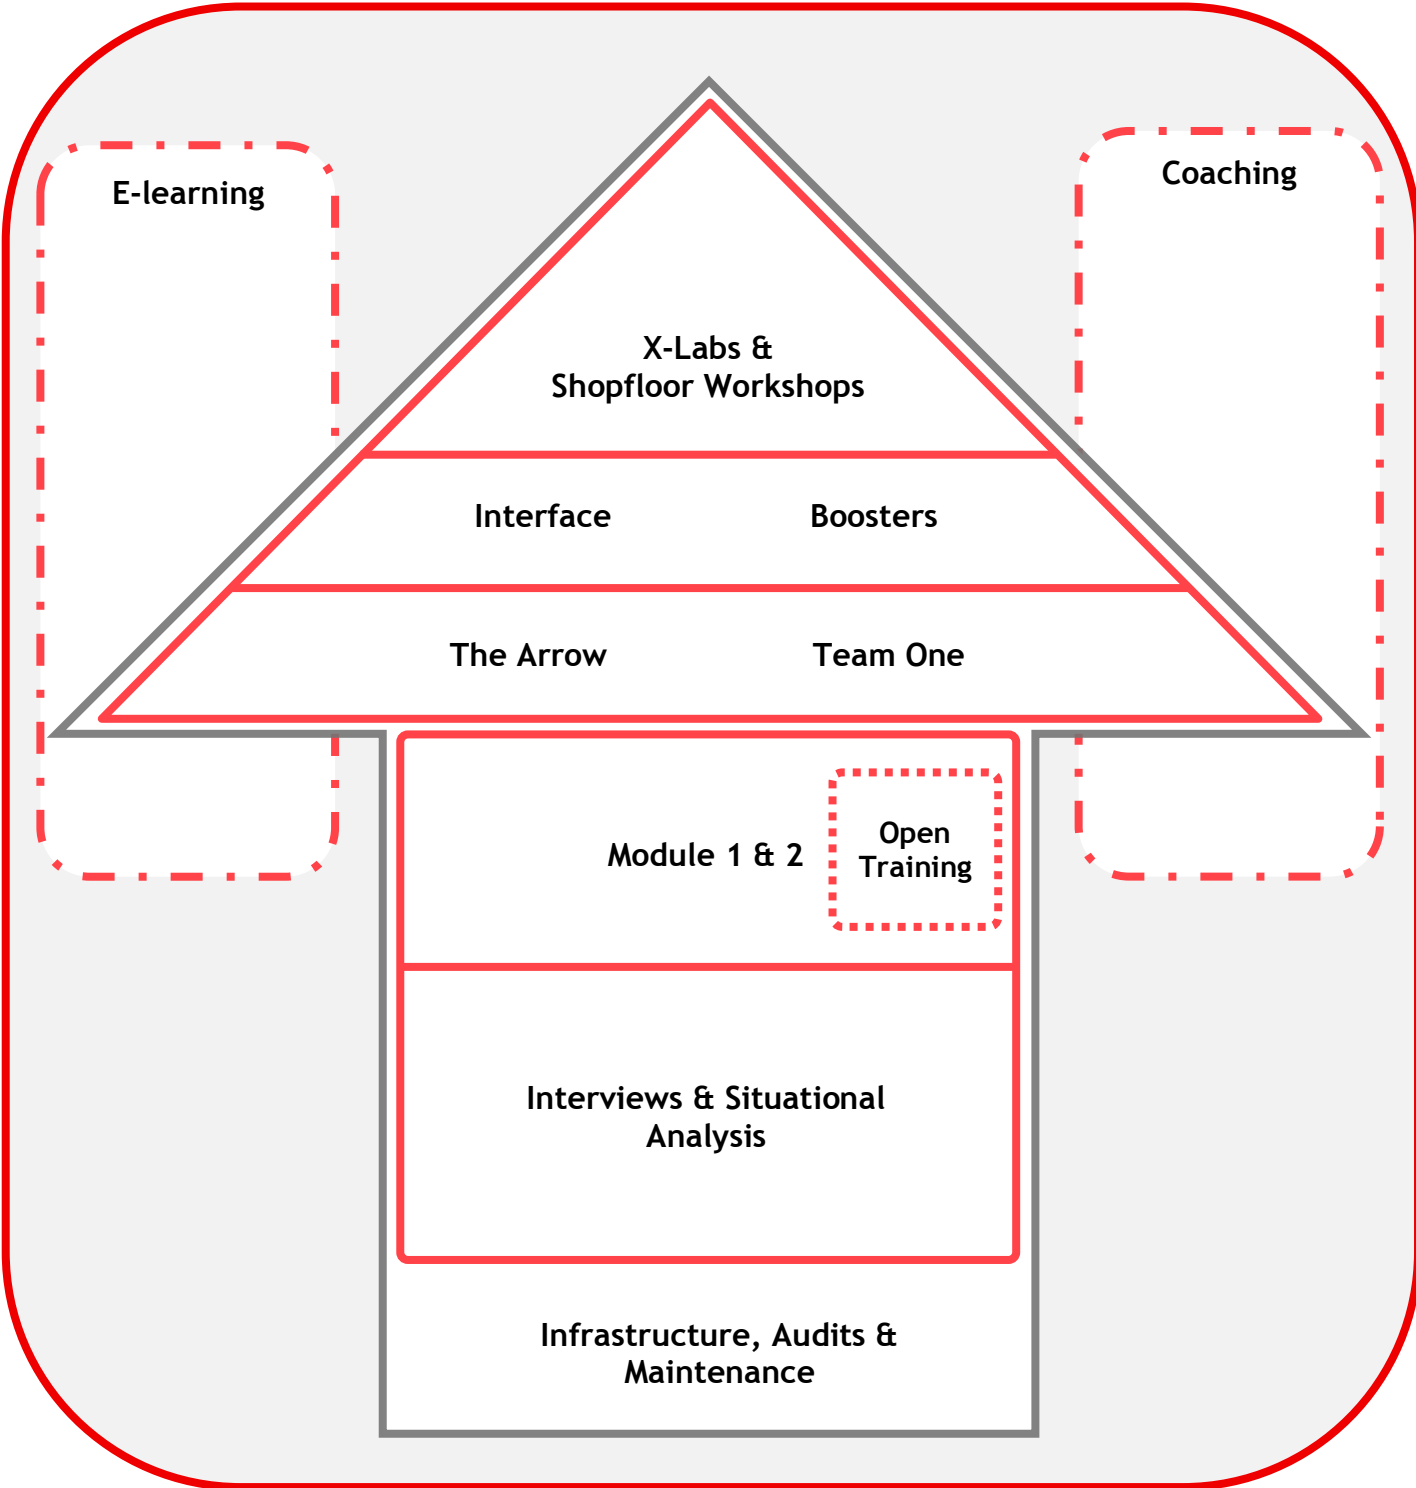 E-learning
Coaching
X-Labs &
Shopfloor Workshops
Interface
Boosters
The Arrow
Team One
Module 1 & 2
Open
Training
Interviews & Situational
Analysis
Infrastructure, Audits &
Maintenance